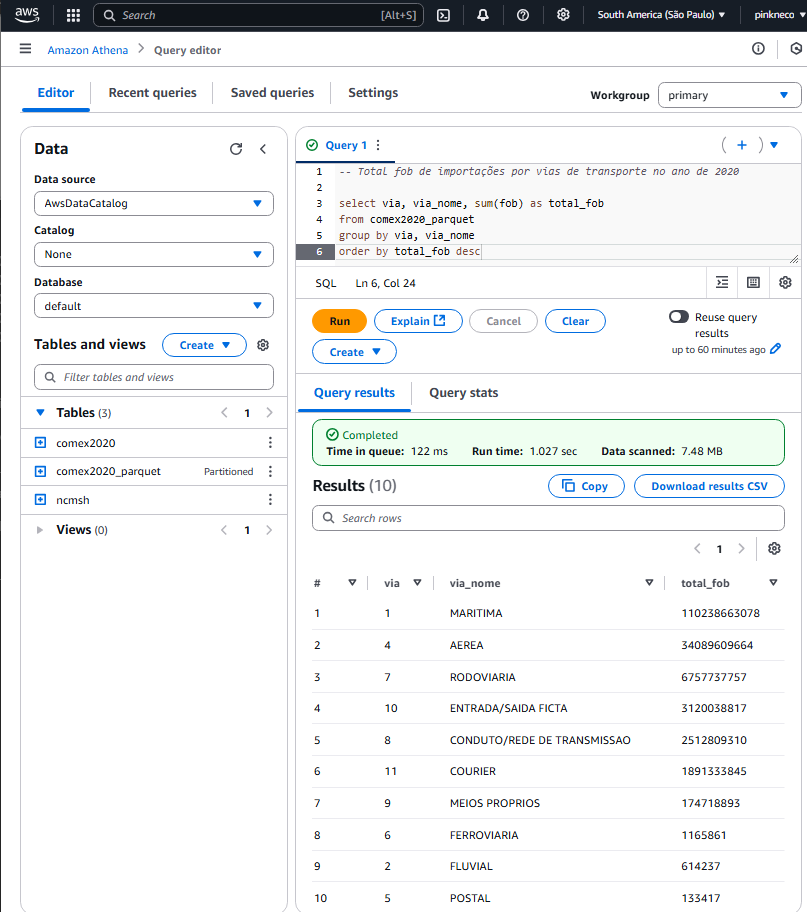 aws
Search [Alt+S]
South America (São Paulo)
pinkneco
Amazon Athena
Query editor
Editor
Recent queries
Saved queries
Settings
Workgroup
primary
Data
Data source
AwsDataCatalog
Catalog
None
Database
default
Tables and views
Create
Filter tables and views
Tables (3)
1
comex2020
comex2020_parquet Partitioned
ncmsh
Views (0)
1
Query 1
1 -- Total fob de importações por vias de transporte no ano de 2020
2
3 select via, via_nome, sum(fob) as total_fob
4 from comex2020_parquet
5 group by via, via_nome
6 order by total_fob desc
SQL Ln 6, Col 24
Run
Explain
Cancel
Clear
Create
Reuse query
results
up to 60 minutes ago
Query results
Query stats
Completed
Time in queue: 122 ms Run time: 1.027 sec Data scanned: 7.48 MB
Results (10)
Copy
Download results CSV
Search rows
1
# via via_nome total_fob
1 1 MARITIMA 110238663078
2 4 AEREA 34089609664
3 7 RODOVIARIA 6757737757
4 10 ENTRADA/SAIDA FICTA 3120038817
5 8 CONDUTO/REDE DE TRANSMISSAO 2512809310
6 11 COURIER 1891333845
7 9 MEIOS PROPRIOS 174718893
8 6 FERROVIARIA 1165861
9 2 FLUVIAL 614237
10 5 POSTAL 133417